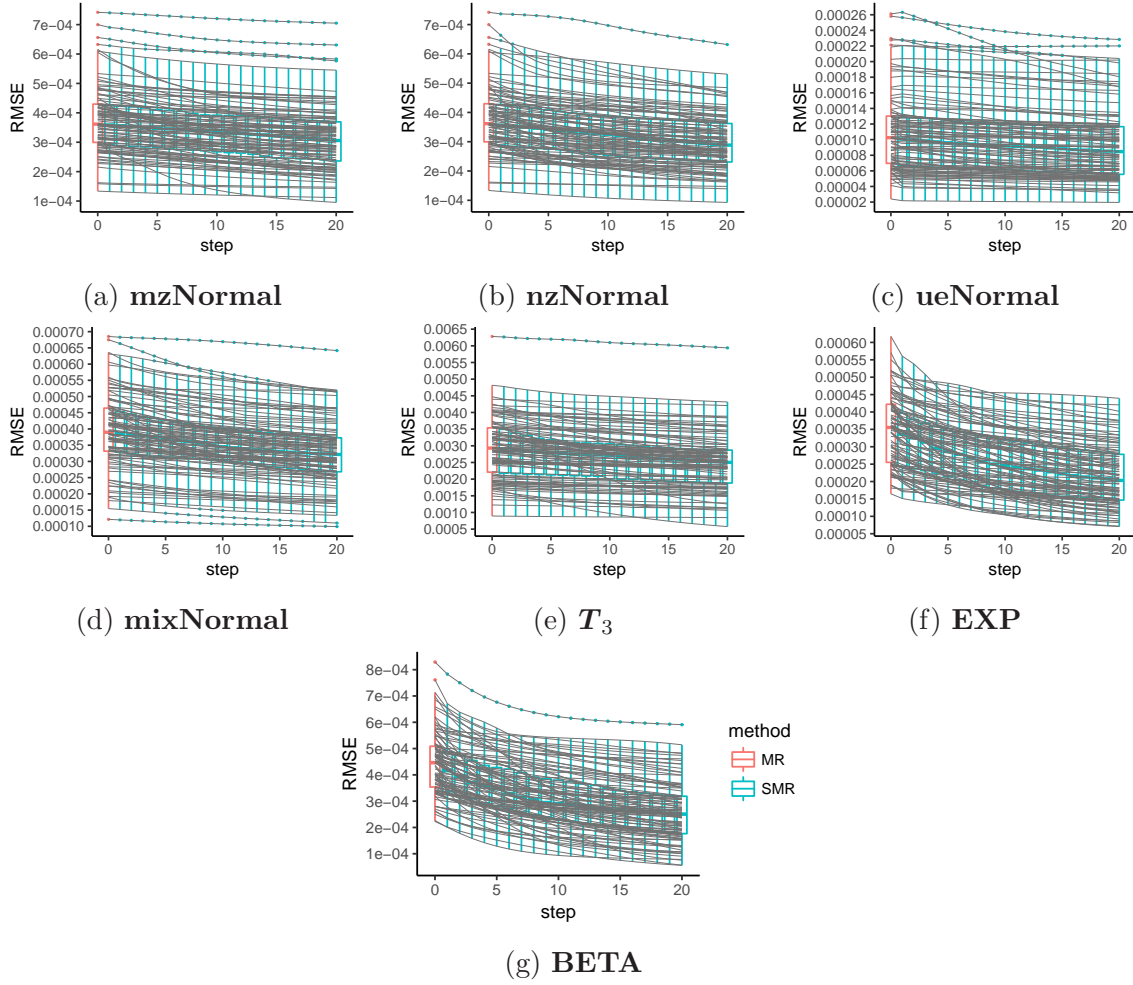 7e−04
6e−04
5e−04
4e−04
3e−04
2e−04
1e−04
RMSE
0 5 10 15 20
step
(a) mzNormal
7e−04
6e−04
5e−04
4e−04
3e−04
2e−04
1e−04
RMSE
0 5 10 15 20
step
(b) nzNormal
0.00026
0.00024
0.00022
0.00020
0.00018
0.00016
0.00014
0.00012
0.00010
0.00008
0.00006
0.00004
0.00002
RMSE
0 5 10 15 20
step
(c) ueNormal
0.00070
0.00065
0.00060
0.00055
0.00050
0.00045
0.00040
0.00035
0.00030
0.00025
0.00020
0.00015
0.00010
RMSE
0 5 10 15 20
step
(d) mixNormal
0.0065
0.0060
0.0055
0.0050
0.0045
0.0040
0.0035
0.0030
0.0025
0.0020
0.0015
0.0010
0.0005
RMSE
0 5 10 15 20
step
(e) T₃
0.00060
0.00055
0.00050
0.00045
0.00040
0.00035
0.00030
0.00025
0.00020
0.00015
0.00010
0.00005
RMSE
0 5 10 15 20
step
(f) EXP
8e−04
7e−04
6e−04
5e−04
4e−04
3e−04
2e−04
1e−04
RMSE
0 5 10 15 20
step
method
MR
SMR
(g) BETA